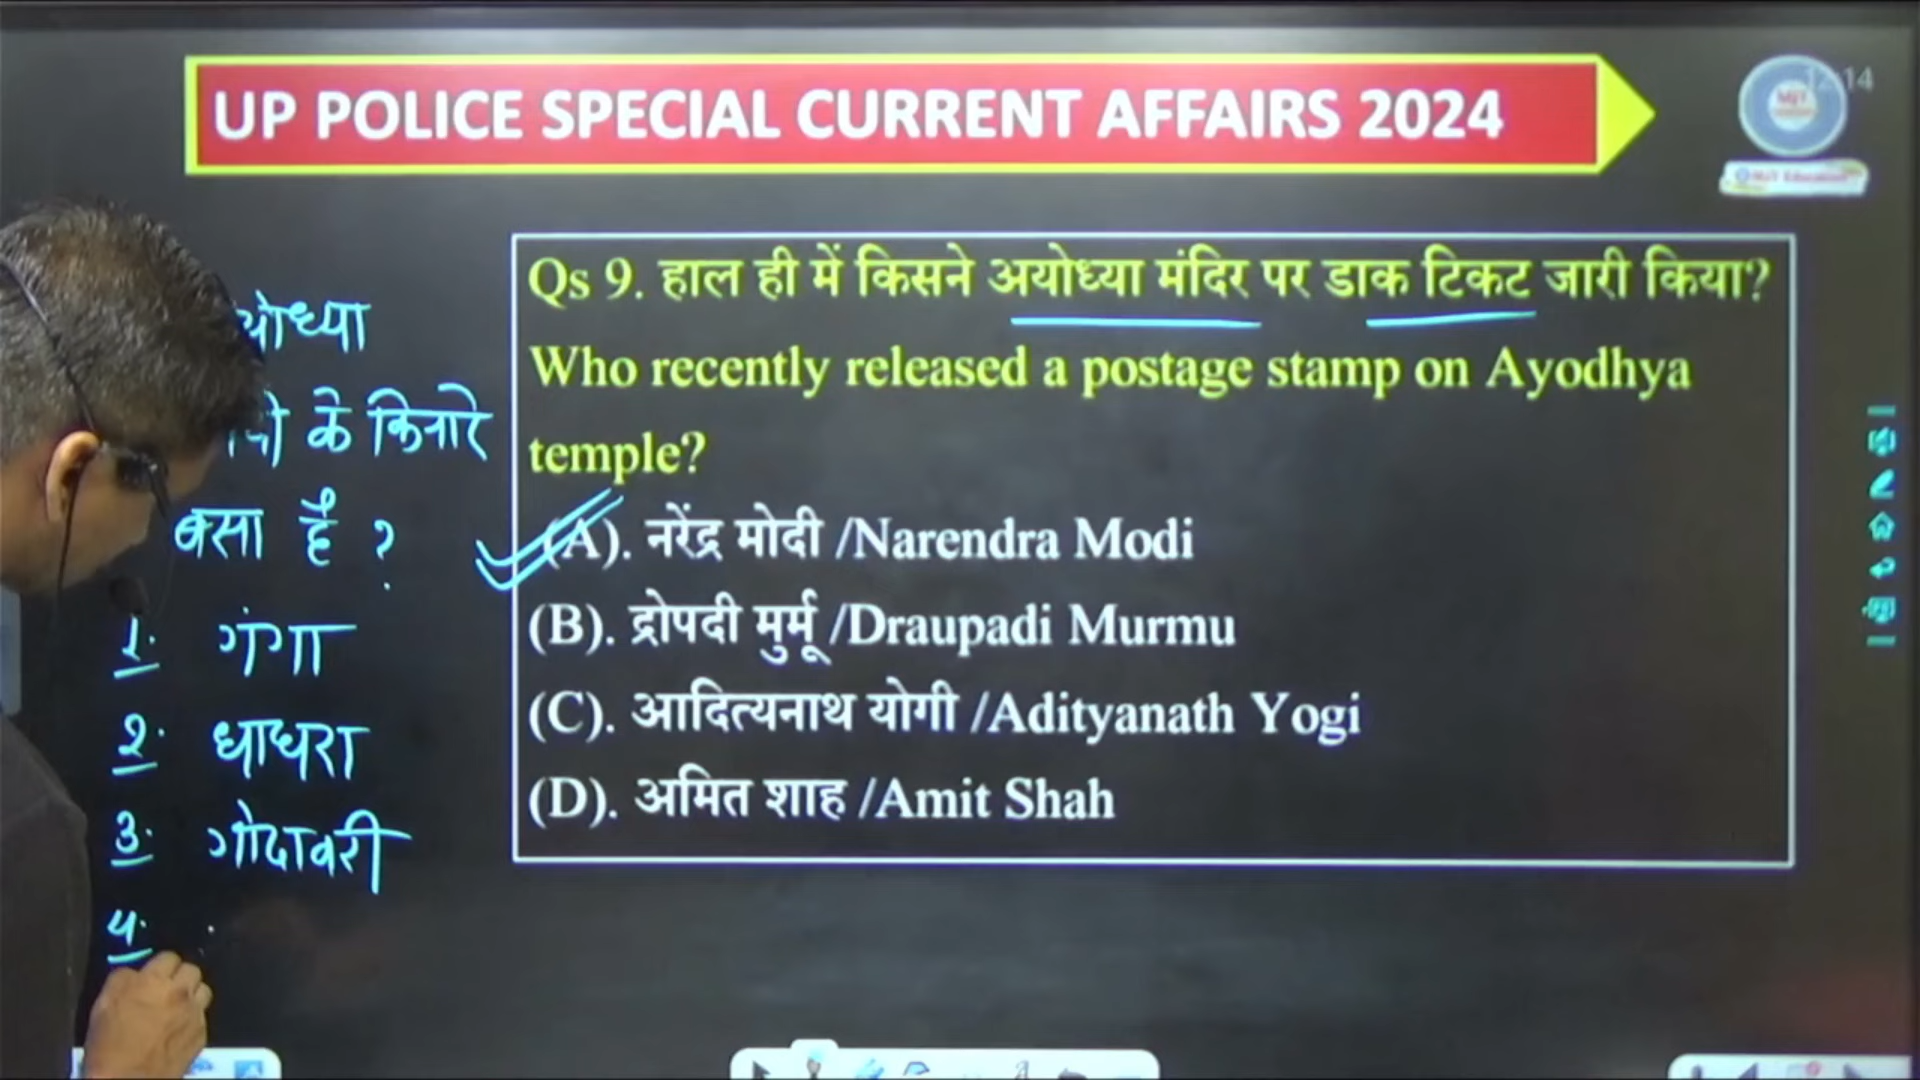 UP POLICE SPECIAL CURRENT AFFAIRS 2024
Qs 9. हाल ही में किसने अयोध्या मंदिर पर डाक टिकट जारी किया?
Who recently released a postage stamp on Ayodhya
temple?
(A). नरेंद्र मोदी /Narendra Modi
(B). द्रोपदी मुर्मू /Draupadi Murmu
(C). आदित्यनाथ योगी /Adityanath Yogi
(D). अमित शाह /Amit Shah
के किनारे
बसा है ?
1. गंगा
2. घाघरा
3. गोदावरी
4.